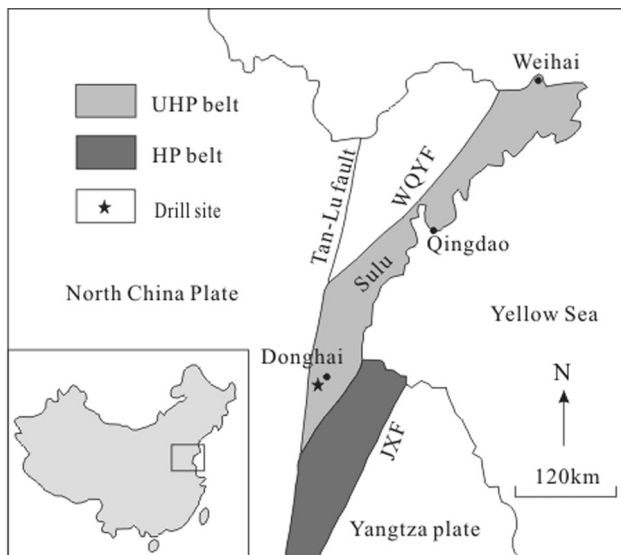 Weihai
UHP belt
HP belt
Drill site
Tan-Lu fault
WQYF
Qingdao
Sulu
North China Plate
Yellow Sea
Donghai
N
JXF
120km
Yangtza plate